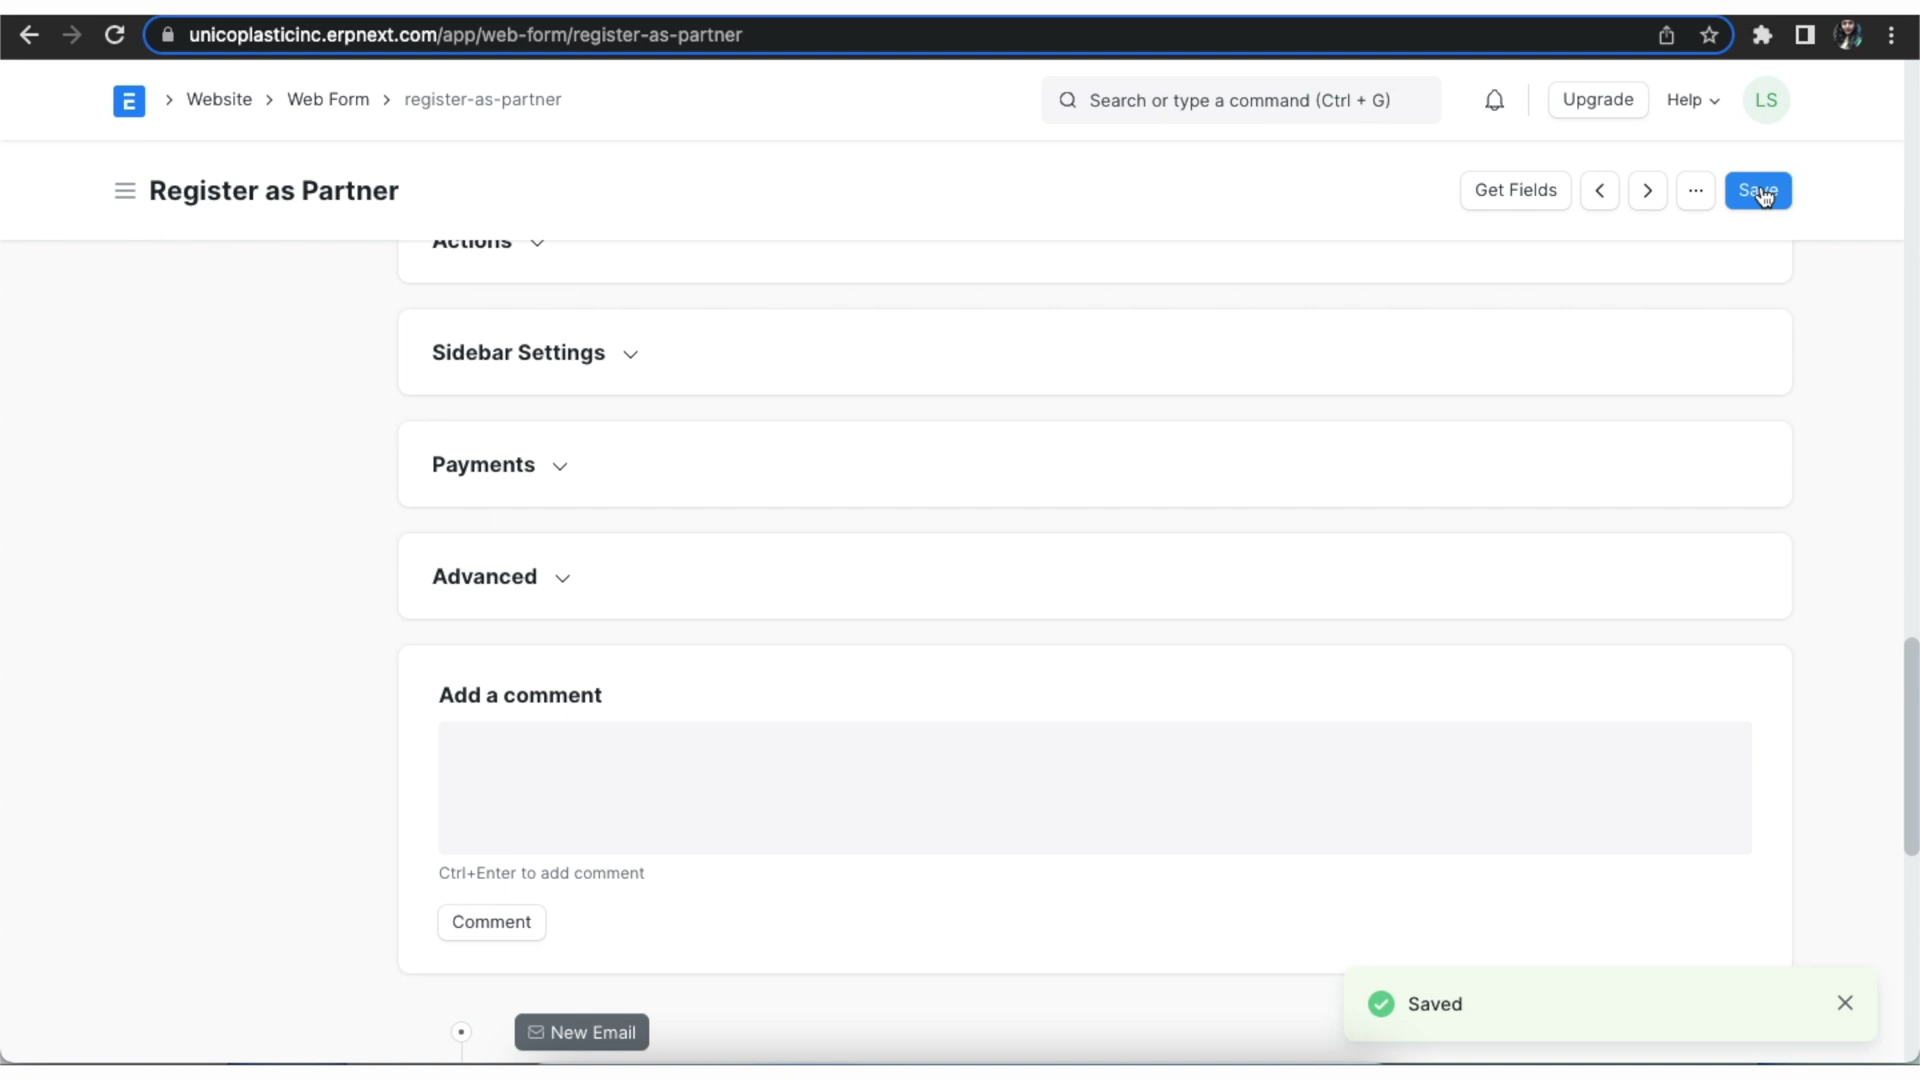 unicoplasticinc.erpnext.com/app/web-form/register-as-partner
E > Website > Web Form > register-as-partner
Search or type a command (Ctrl + G)
Upgrade
Help
LS
Register as Partner
Get Fields
Save
Actions
Sidebar Settings
Payments
Advanced
Add a comment
Ctrl+Enter to add comment
Comment
New Email
Saved